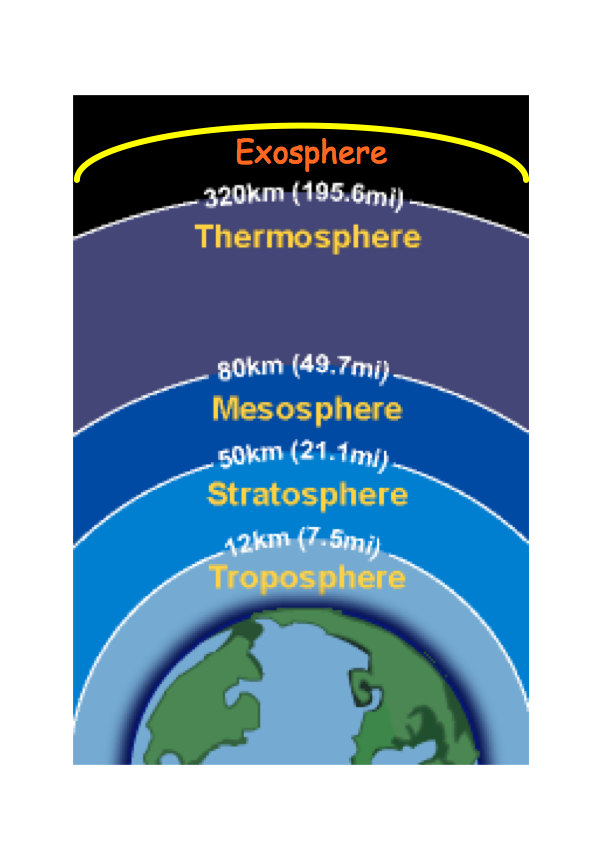 Exosphere
320km (195.6mi)
Thermosphere
80km (49.7mi)
Mesosphere
50km (21.1mi)
Stratosphere
12km (7.5mi)
Troposphere